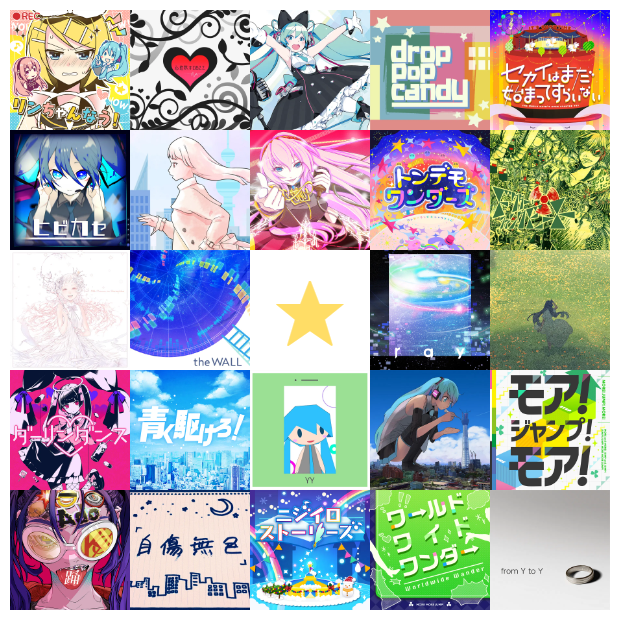 REC
NOW
リンちゃんなう!
drop
pop
candy
セカイはまだ
始まってすらいない
ヒビカセ
トンデモ
ワンダーズ
the WALL
ray
ダーリンダンス
青く駆けろ!
YY
モア!
ジャンプ!
モア!
Ado
踊
自傷無色
ニジイロ
ストーリーズ
ワールド
ワイド
ワンダー
Worldwide Wander
from Y to Y